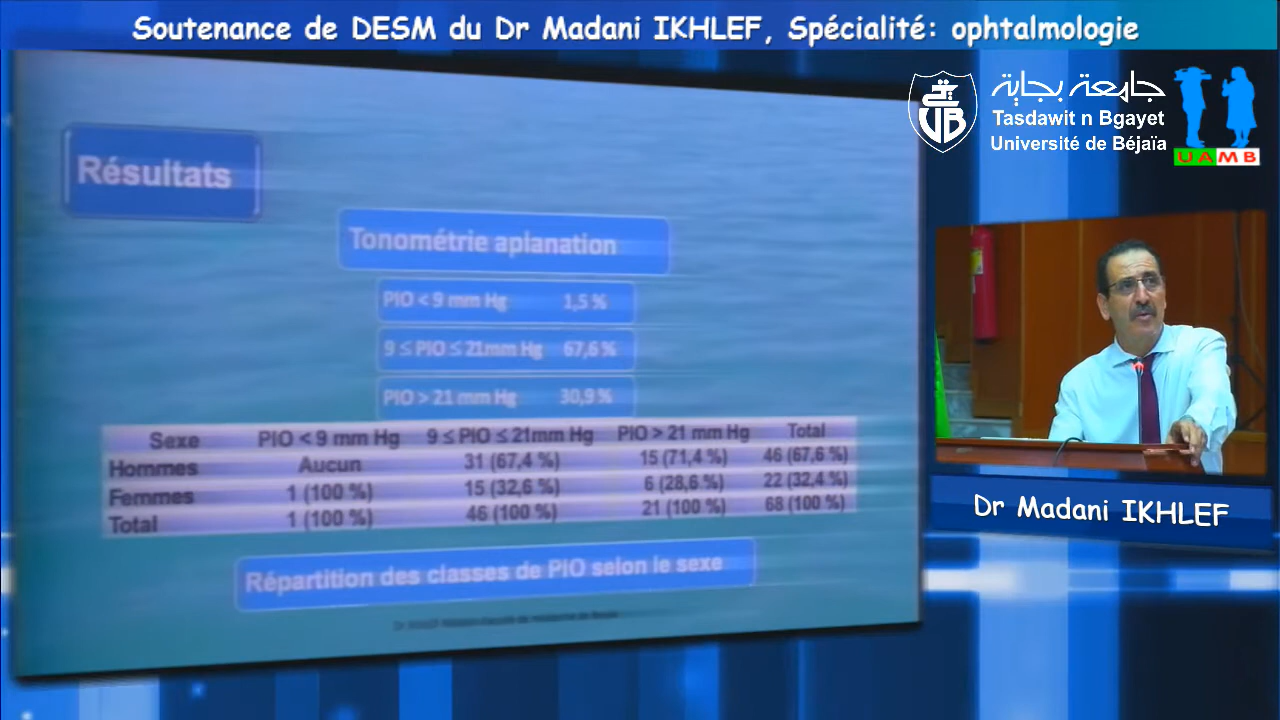 Soutenance de DESM du Dr Madani IKHLEF, Spécialité: ophtalmologie
جامعة بجاية
Tasdawit n Bgayet
Université de Béjaïa
UAMB
Résultats
Tonométrie aplanation
PIO < 9 mm Hg 1,5 %
9 ≤ PIO ≤ 21mm Hg 67,6 %
PIO > 21 mm Hg 30,9 %
Sexe PIO < 9 mm Hg 9 ≤ PIO ≤ 21mm Hg PIO > 21 mm Hg Total
Hommes Aucun 31 (67,4 %) 15 (71,4 %) 46 (67,6 %)
Femmes 1 (100 %) 15 (32,6 %) 6 (28,6 %) 22 (32,4 %)
Total 1 (100 %) 46 (100 %) 21 (100 %) 68 (100 %)
Répartition des classes de PIO selon le sexe
Dr Madani IKHLEF